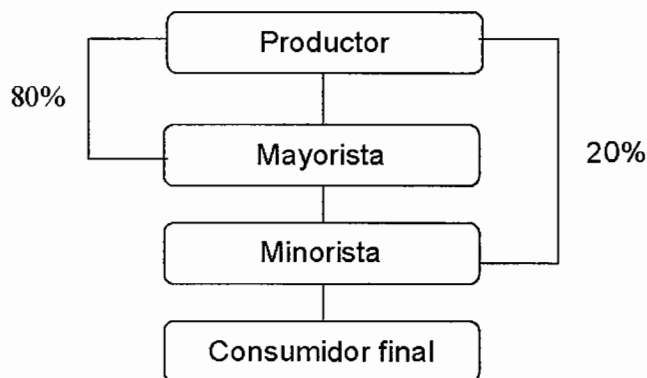 Productor
80%
Mayorista
20%
Minorista
Consumidor final